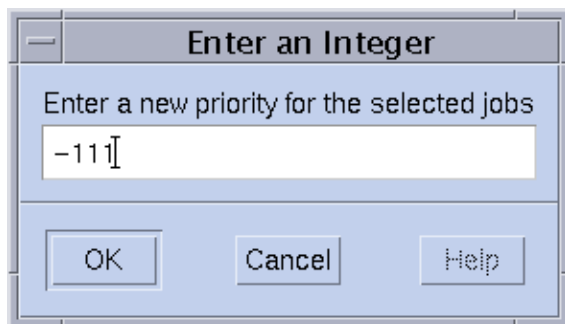 Enter an Integer
Enter a new priority for the selected jobs
-111
OK
Cancel
Help